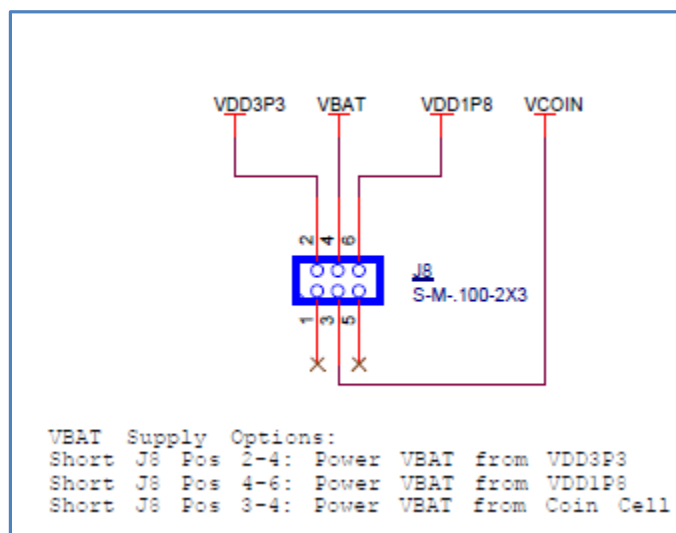 VDD3P3 VBAT VDD1P8 VCOIN
2 4 6
J8
S-M-.100-2X3
1 3 5
VBAT Supply Options:
Short J8 Pos 2-4: Power VBAT from VDD3P3
Short J8 Pos 4-6: Power VBAT from VDD1P8
Short J8 Pos 3-4: Power VBAT from Coin Cell